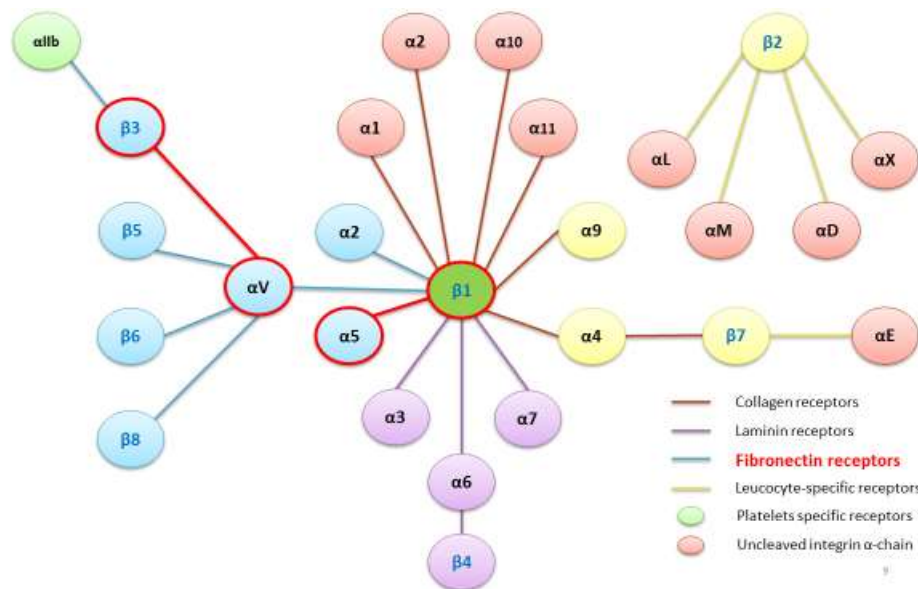 αIIb
α2
α10
β2
β3
α1
α11
αL
αX
β5
α2
α9
αM
αD
αV
β1
β6
α5
α4
β7
αE
β8
α3
α7
α6
β4
Collagen receptors
Laminin receptors
Fibronectin receptors
Leucocyte-specific receptors
Platelets specific receptors
Uncleaved integrin α-chain
9